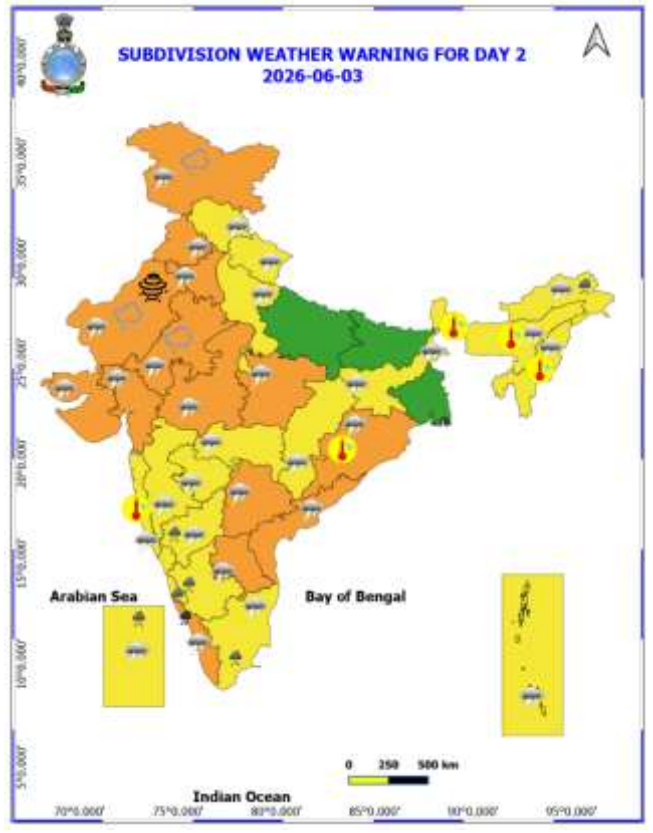 SUBDIVISION WEATHER WARNING FOR DAY 2
2026-06-03
40°0.000'
35°0.000'
30°0.000'
25°0.000'
20°0.000'
15°0.000'
10°0.000'
5°0.000'
Arabian Sea
Bay of Bengal
0 250 500 km
Indian Ocean
70°0.000' 75°0.000' 80°0.000' 85°0.000' 90°0.000' 95°0.000'